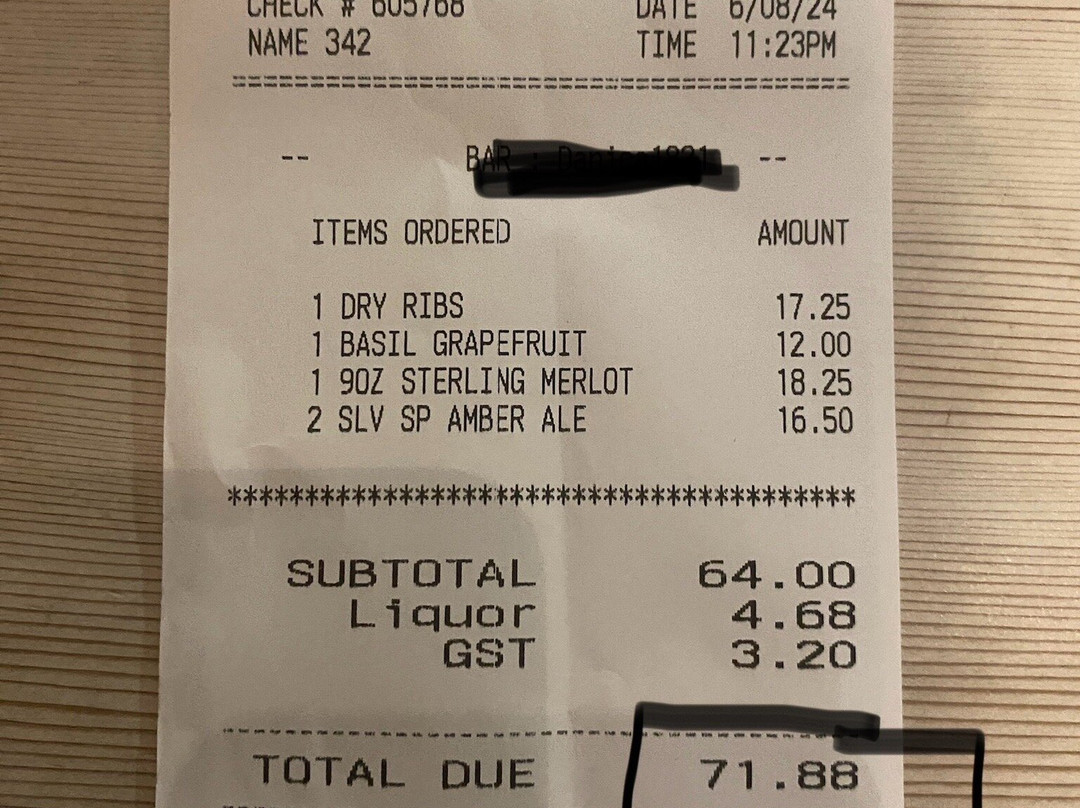 CHECK # 605768 DATE 6/08/24
NAME 342 TIME 11:23PM
-- BAR : --
ITEMS ORDERED AMOUNT
1 DRY RIBS 17.25
1 BASIL GRAPEFRUIT 12.00
1 9OZ STERLING MERLOT 18.25
2 SLV SP AMBER ALE 16.50
****************************************
SUBTOTAL 64.00
Liquor 4.68
GST 3.20
TOTAL DUE 71.88